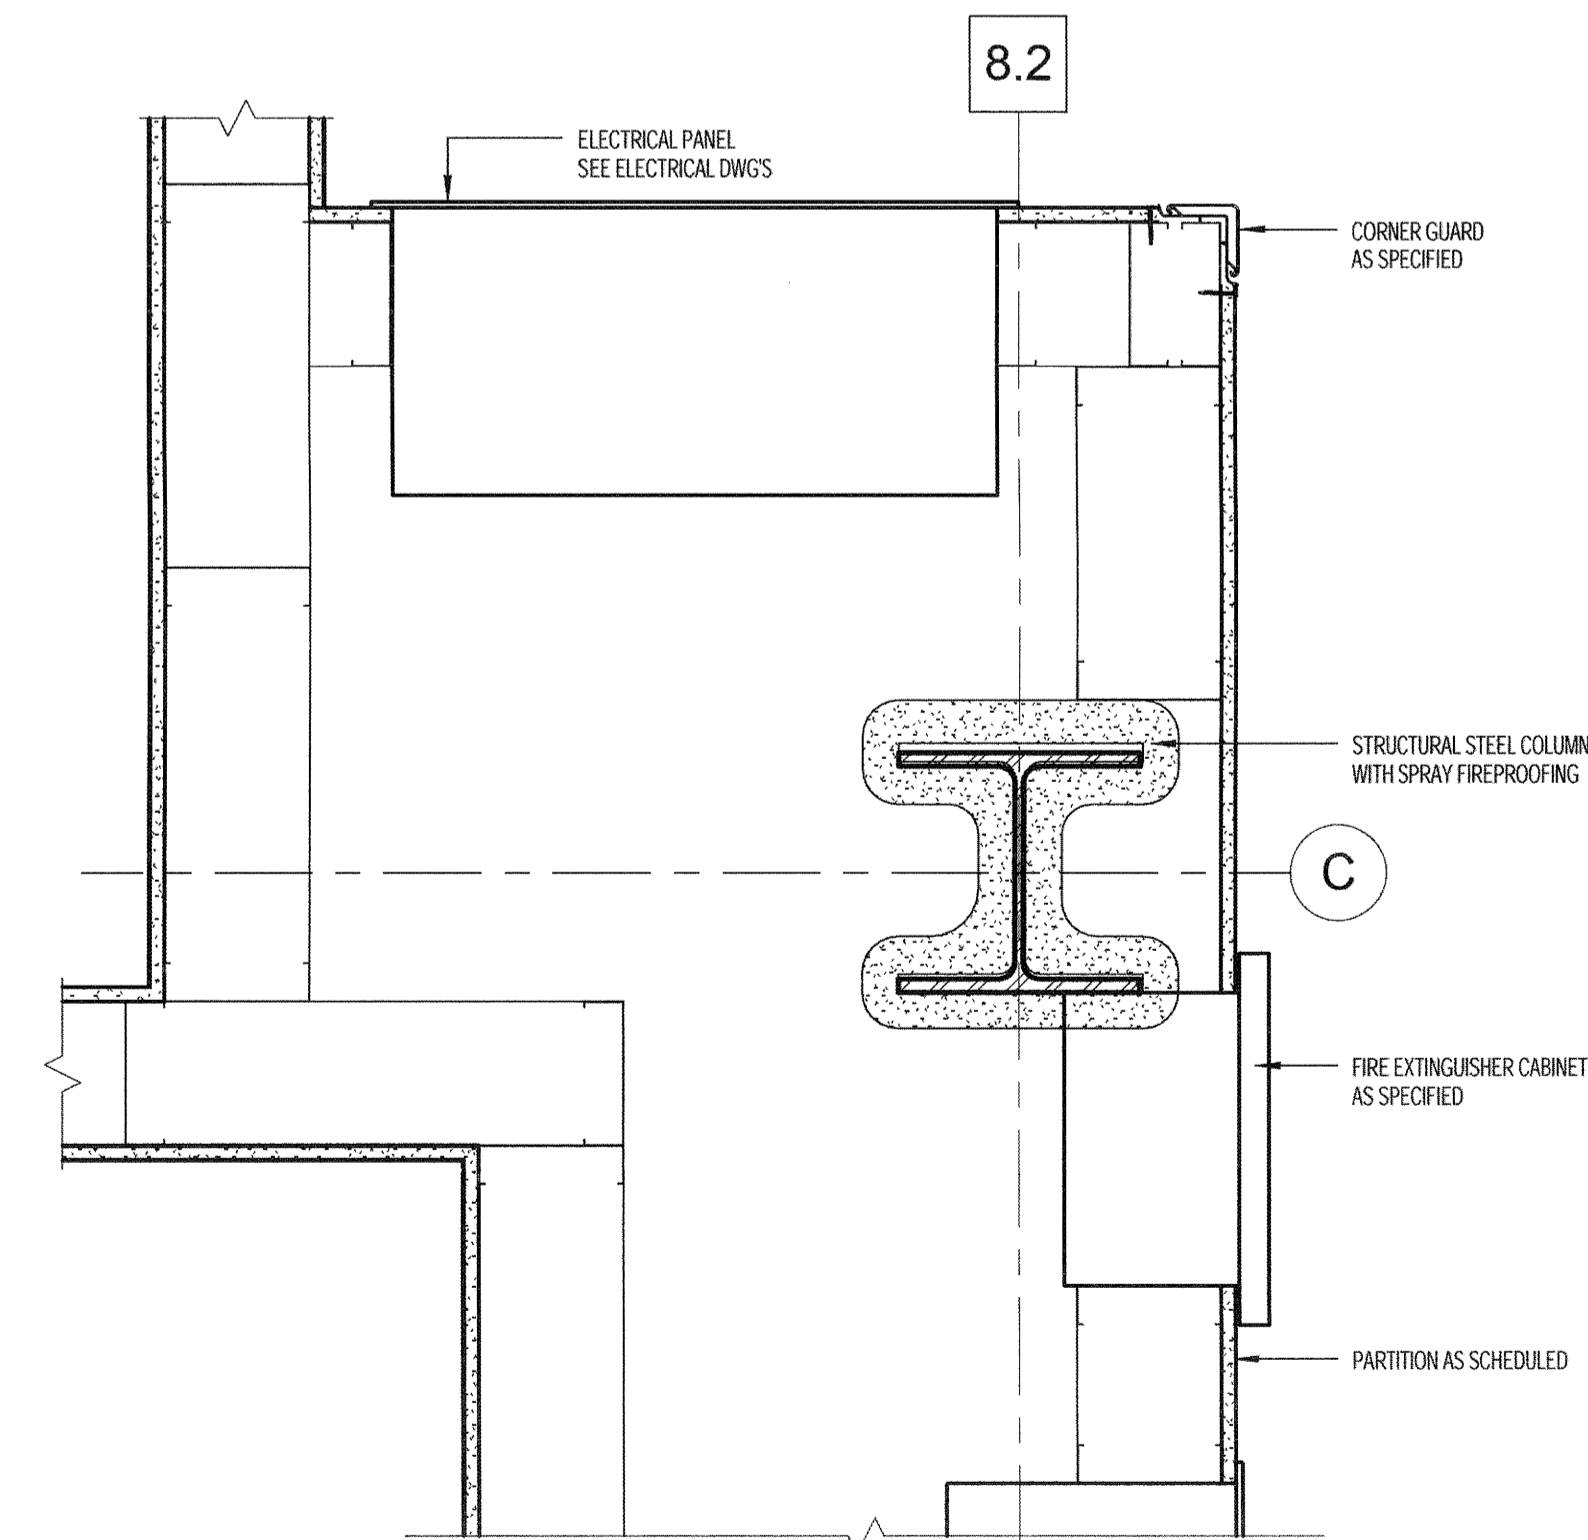 8.2
ELECTRICAL PANEL
SEE ELECTRICAL DWG'S
CORNER GUARD
AS SPECIFIED
STRUCTURAL STEEL COLUMN
WITH SPRAY FIREPROOFING
C
FIRE EXTINGUISHER CABINET
AS SPECIFIED
PARTITION AS SCHEDULED